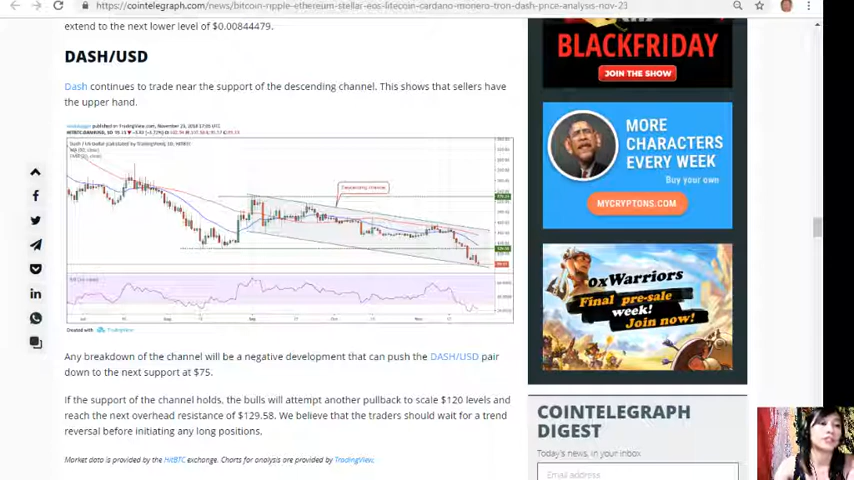 https://cointelegraph.com/news/bitcoin-ripple-ethereum-stellar-eos-litecoin-cardano-monero-tron-dash-price-analysis-nov-23
extend to the next lower level of $0.00844479.
DASH/USD
Dash continues to trade near the support of the descending channel. This shows that sellers have
the upper hand.
Descending channel
Created with TradingView
Any breakdown of the channel will be a negative development that can push the DASH/USD pair
down to the next support at $75.
If the support of the channel holds, the bulls will attempt another pullback to scale $120 levels and
reach the next overhead resistance of $129.58. We believe that the traders should wait for a trend
reversal before initiating any long positions.
Market data is provided by the HitBTC exchange. Charts for analysis are provided by TradingView.
BLACKFRIDAY
JOIN THE SHOW
MORE
CHARACTERS
EVERY WEEK
Buy your own
MYCRYPTONS.COM
0xWarriors
Final pre-sale
week!
Join now!
COINTELEGRAPH
DIGEST
Today's news, in your inbox
Email address